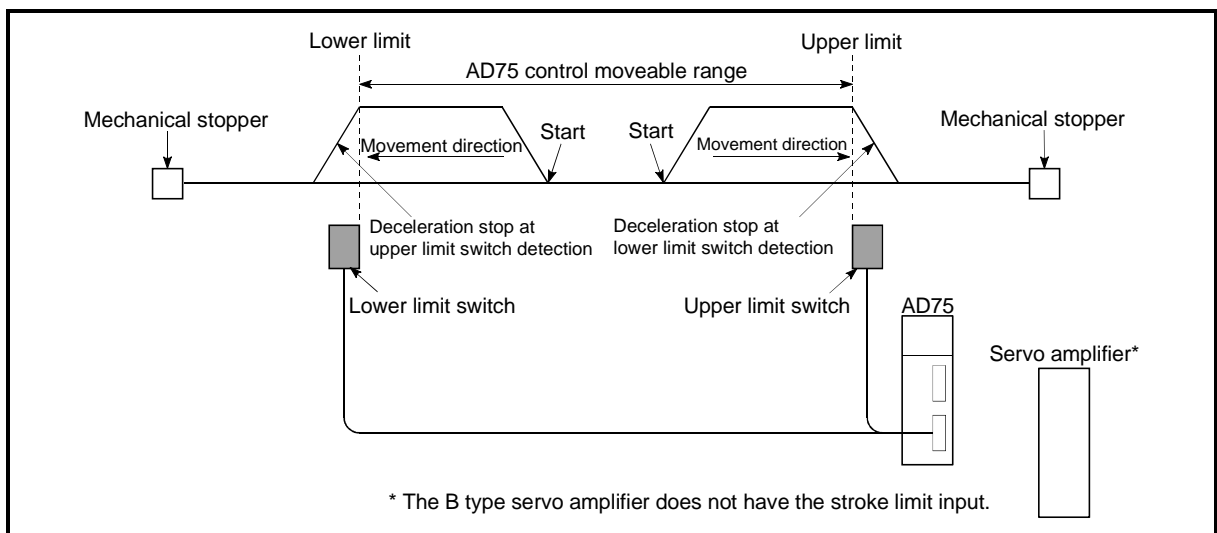 Lower limit
Upper limit
AD75 control moveable range
Mechanical stopper
Mechanical stopper
Start
Start
Movement direction
Movement direction
Deceleration stop at
upper limit switch detection
Deceleration stop at
lower limit switch detection
Lower limit switch
Upper limit switch
AD75
Servo amplifier*
* The B type servo amplifier does not have the stroke limit input.